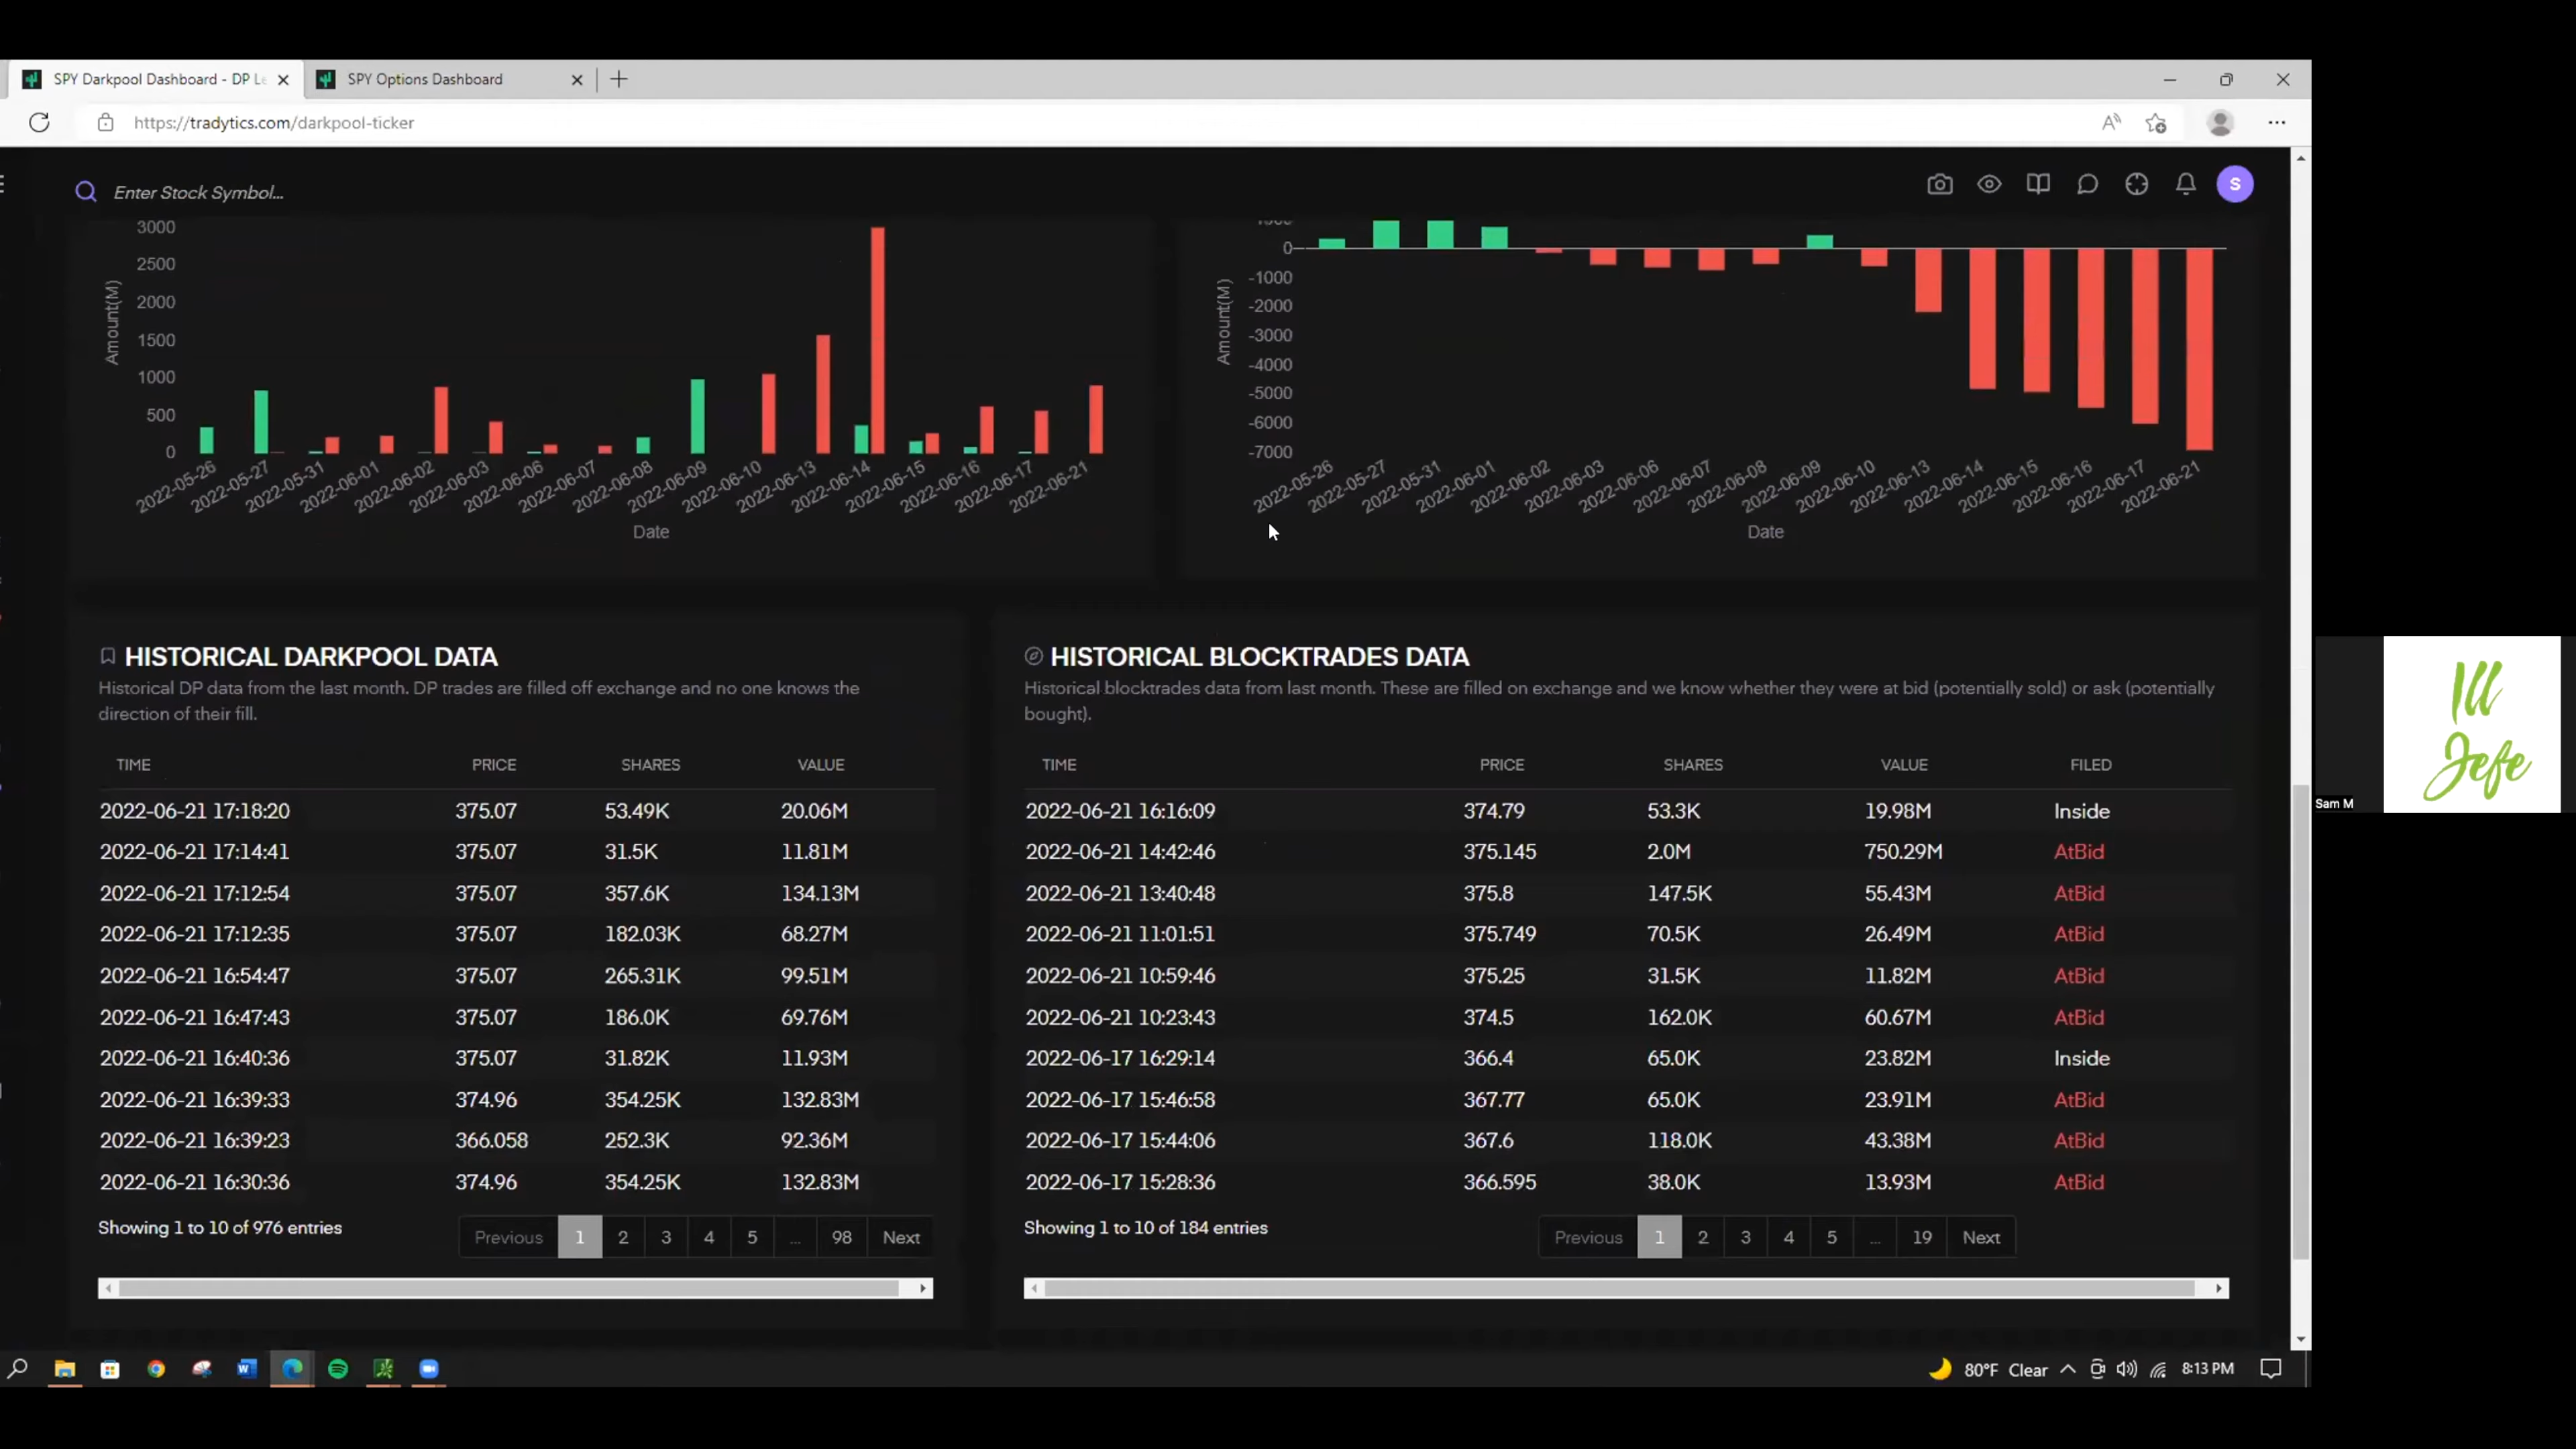 SPY Darkpool Dashboard - DP Le
SPY Options Dashboard
https://tradytics.com/darkpool-ticker
Enter Stock Symbol...
S
3000
2500
2000
1500
1000
500
0
Amount(M)
2022-05-26
2022-05-27
2022-05-31
2022-06-01
2022-06-02
2022-06-03
2022-06-06
2022-06-07
2022-06-08
2022-06-09
2022-06-10
2022-06-13
2022-06-14
2022-06-15
2022-06-16
2022-06-17
2022-06-21
Date
0
-1000
-2000
-3000
-4000
-5000
-6000
-7000
Amount(M)
2022-05-26
2022-05-27
2022-05-31
2022-06-01
2022-06-02
2022-06-03
2022-06-06
2022-06-07
2022-06-08
2022-06-09
2022-06-10
2022-06-13
2022-06-14
2022-06-15
2022-06-16
2022-06-17
2022-06-21
Date
HISTORICAL DARKPOOL DATA
Historical DP data from the last month. DP trades are filled off exchange and no one knows the
direction of their fill.
TIME PRICE SHARES VALUE
2022-06-21 17:18:20 375.07 53.49K 20.06M
2022-06-21 17:14:41 375.07 31.5K 11.81M
2022-06-21 17:12:54 375.07 357.6K 134.13M
2022-06-21 17:12:35 375.07 182.03K 68.27M
2022-06-21 16:54:47 375.07 265.31K 99.51M
2022-06-21 16:47:43 375.07 186.0K 69.76M
2022-06-21 16:40:36 375.07 31.82K 11.93M
2022-06-21 16:39:33 374.96 354.25K 132.83M
2022-06-21 16:39:23 366.058 252.3K 92.36M
2022-06-21 16:30:36 374.96 354.25K 132.83M
Showing 1 to 10 of 976 entries
Previous 1 2 3 4 5 ... 98 Next
HISTORICAL BLOCKTRADES DATA
Historical blocktrades data from last month. These are filled on exchange and we know whether they were at bid (potentially sold) or ask (potentially
bought).
TIME PRICE SHARES VALUE FILED
2022-06-21 16:16:09 374.79 53.3K 19.98M Inside
2022-06-21 14:42:46 375.145 2.0M 750.29M AtBid
2022-06-21 13:40:48 375.8 147.5K 55.43M AtBid
2022-06-21 11:01:51 375.749 70.5K 26.49M AtBid
2022-06-21 10:59:46 375.25 31.5K 11.82M AtBid
2022-06-21 10:23:43 374.5 162.0K 60.67M AtBid
2022-06-17 16:29:14 366.4 65.0K 23.82M Inside
2022-06-17 15:46:58 367.77 65.0K 23.91M AtBid
2022-06-17 15:44:06 367.6 118.0K 43.38M AtBid
2022-06-17 15:28:36 366.595 38.0K 13.93M AtBid
Showing 1 to 10 of 184 entries
Previous 1 2 3 4 5 ... 19 Next
Ill
Jefe
Sam M
80°F Clear
8:13 PM